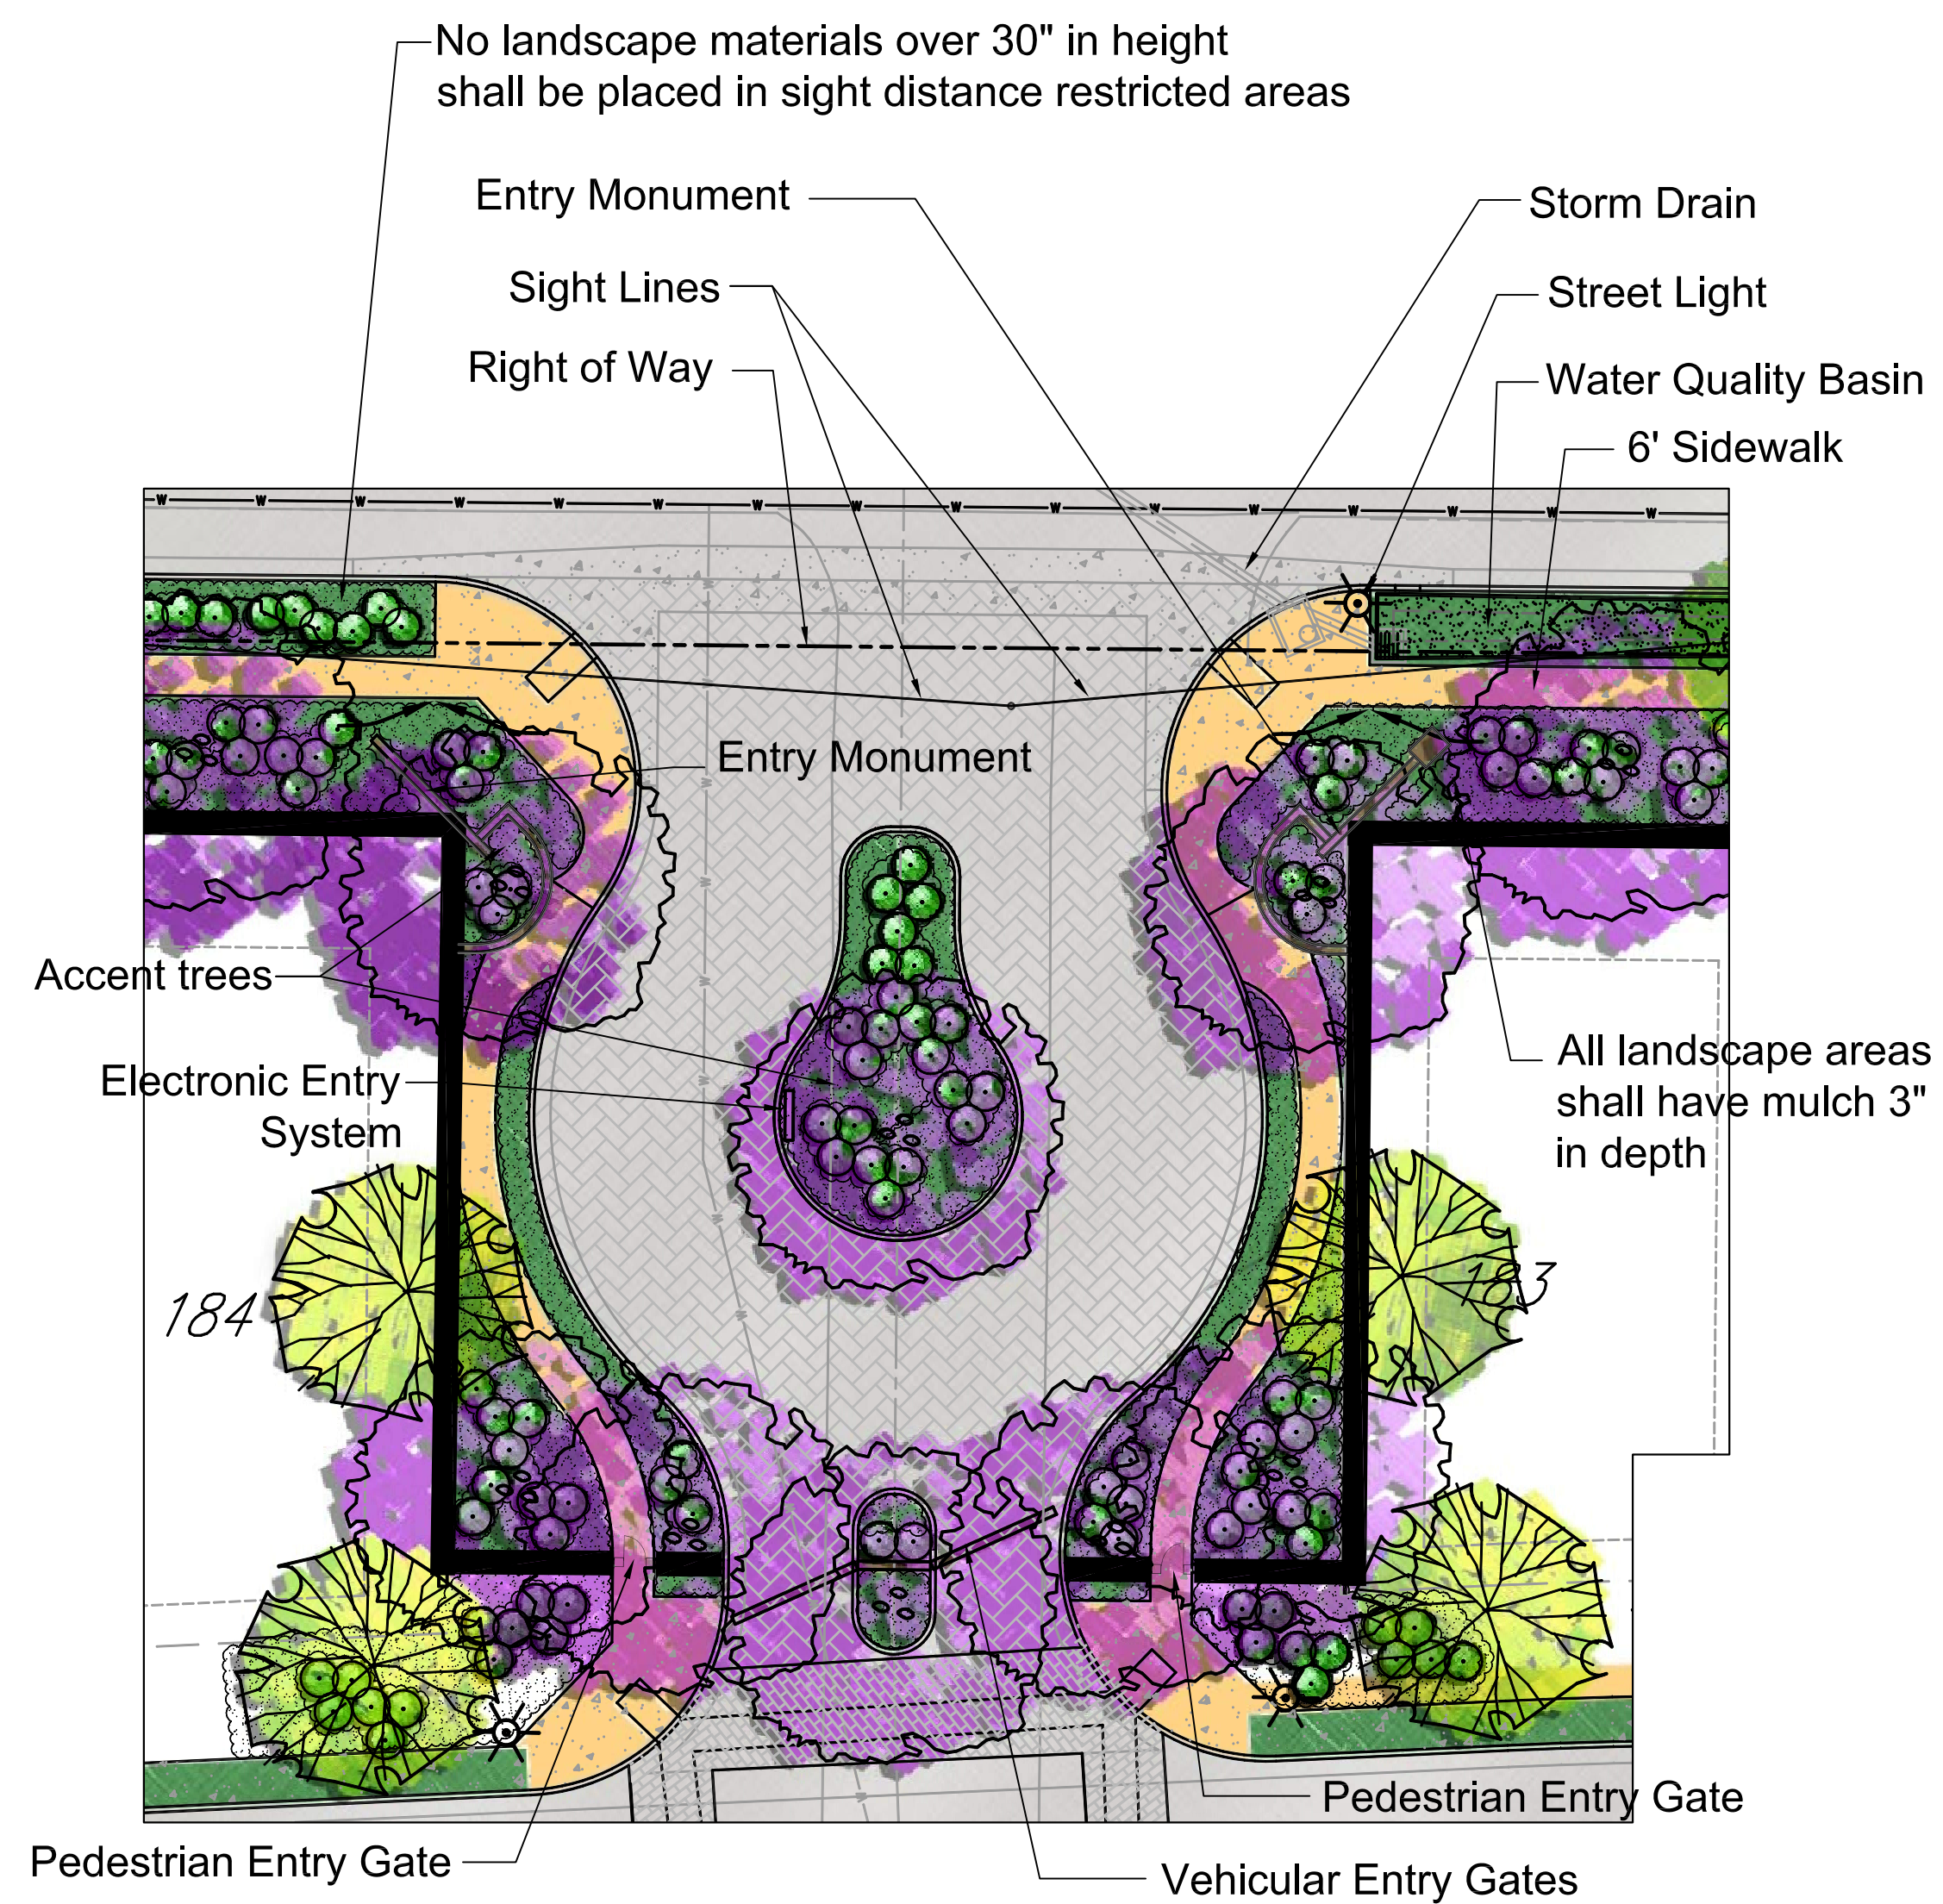 No landscape materials over 30" in height
shall be placed in sight distance restricted areas
Entry Monument
Storm Drain
Sight Lines
Street Light
Right of Way
Water Quality Basin
6' Sidewalk
w w w w w w w w w w w w w w w w
Entry Monument
Accent trees
All landscape areas
shall have mulch 3"
in depth
Electronic Entry
System
184
183
Pedestrian Entry Gate
Pedestrian Entry Gate
Vehicular Entry Gates